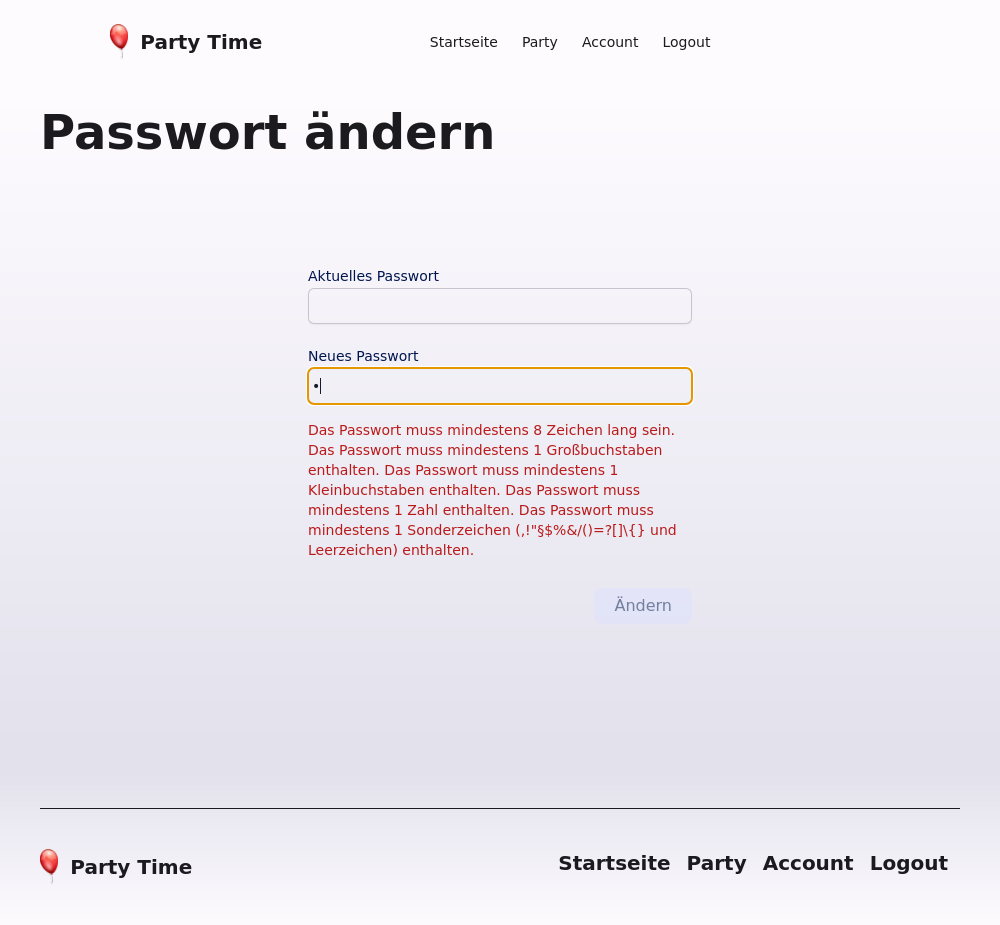 Party Time
Startseite Party Account Logout
Passwort ändern
Aktuelles Passwort
Neues Passwort
•
Das Passwort muss mindestens 8 Zeichen lang sein.
Das Passwort muss mindestens 1 Großbuchstaben
enthalten. Das Passwort muss mindestens 1
Kleinbuchstaben enthalten. Das Passwort muss
mindestens 1 Zahl enthalten. Das Passwort muss
mindestens 1 Sonderzeichen (,!"§$%&/()=?[]\{} und
Leerzeichen) enthalten.
Ändern
Party Time
Startseite Party Account Logout